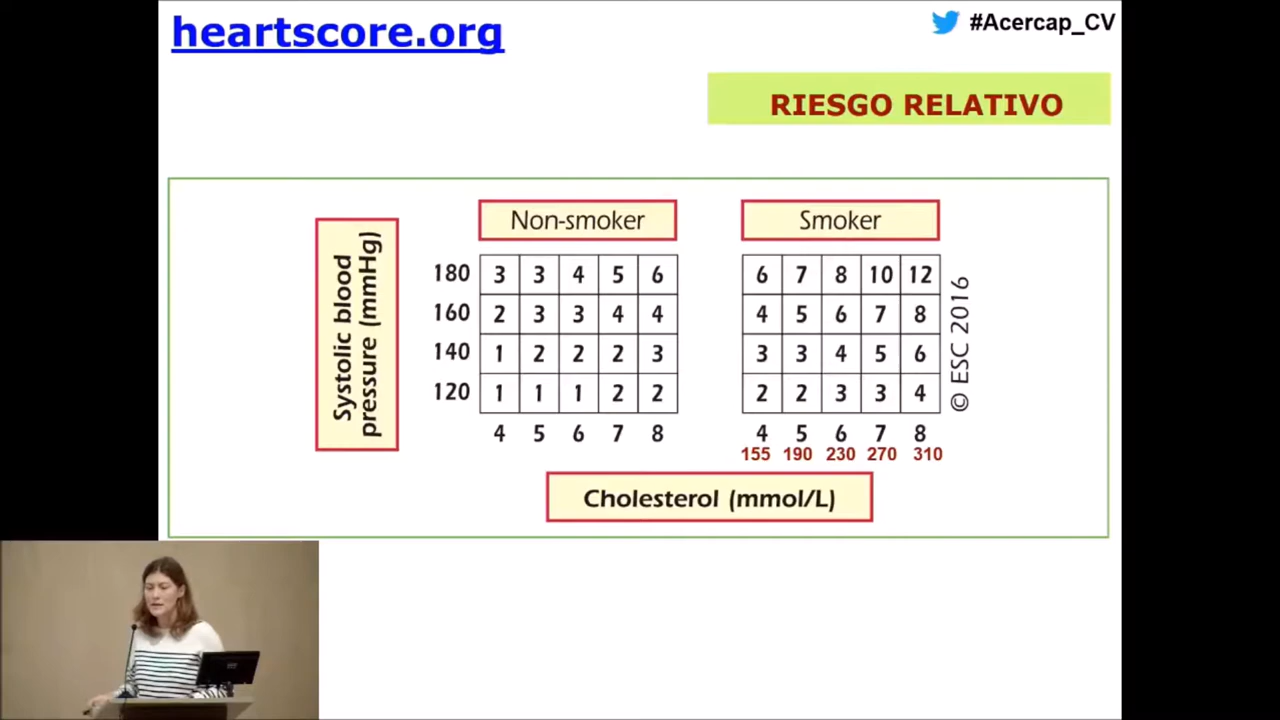 heartscore.org
#Acercap_CV
RIESGO RELATIVO
Systolic blood
pressure (mmHg)
Non-smoker
180 3 3 4 5 6
160 2 3 3 4 4
140 1 2 2 2 3
120 1 1 1 2 2
4 5 6 7 8
Smoker
6 7 8 10 12
4 5 6 7 8
3 3 4 5 6
2 2 3 3 4
4 5 6 7 8
155 190 230 270 310
© ESC 2016
Cholesterol (mmol/L)